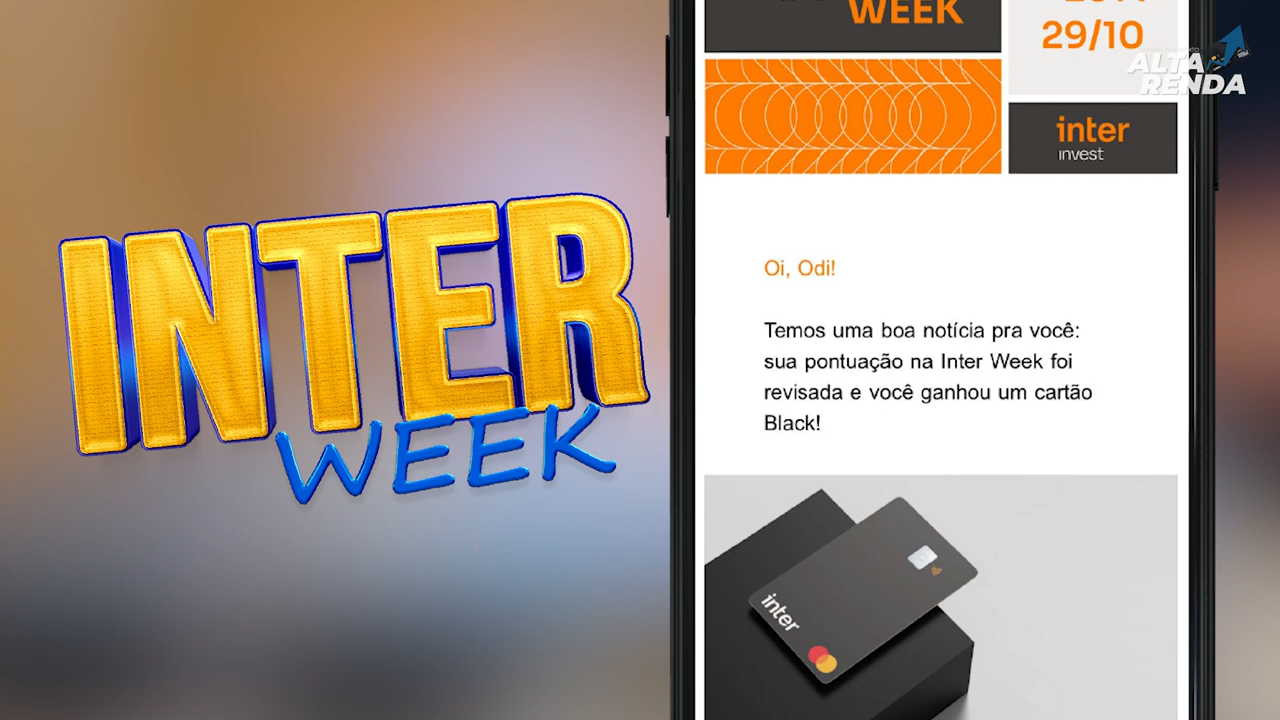 WEEK
29/10
ALTA
RENDA
inter
invest
INTER
WEEK
Oi, Odi!
Temos uma boa notícia pra você:
sua pontuação na Inter Week foi
revisada e você ganhou um cartão
Black!
inter